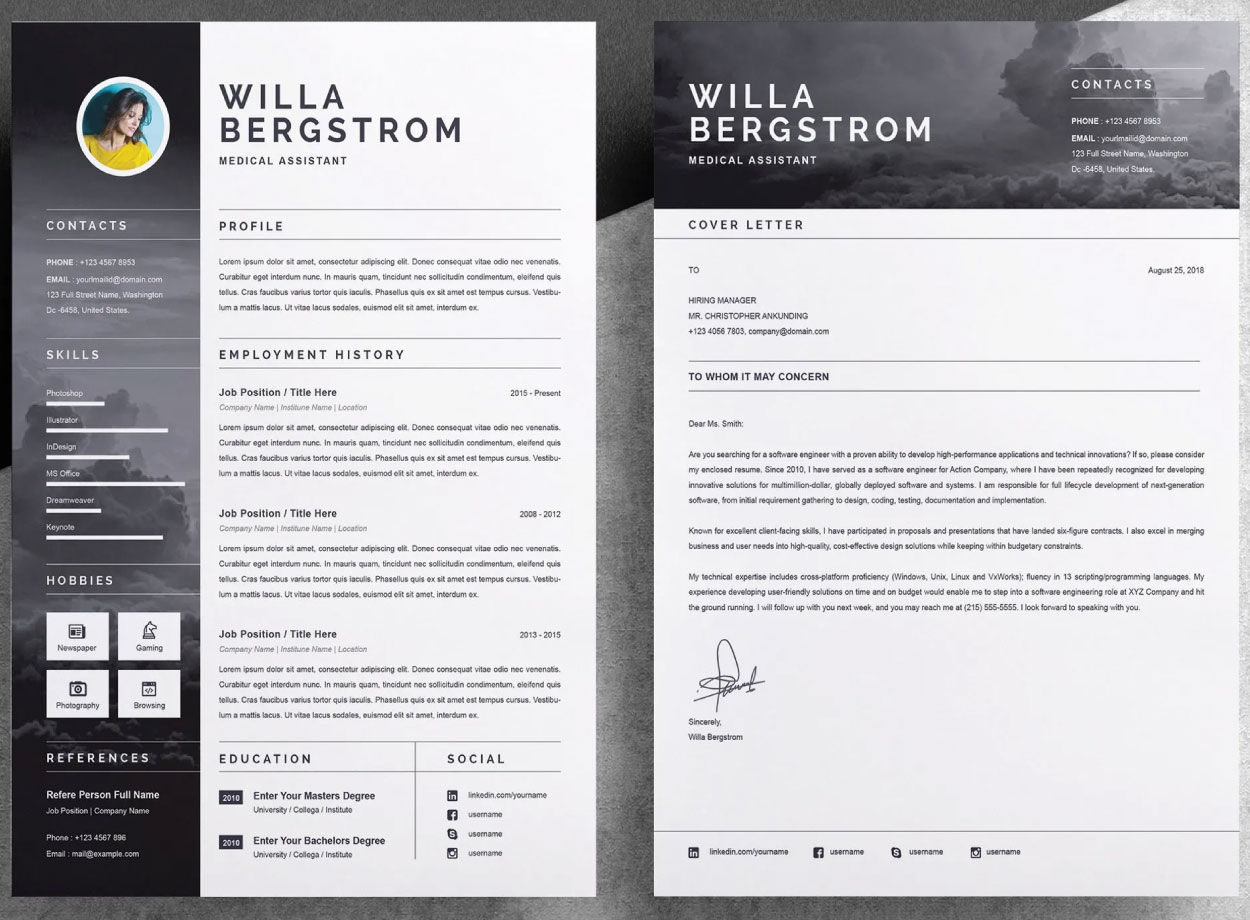 WILLA
BERGSTROM
MEDICAL ASSISTANT
CONTACTS
PHONE : +123 4567 8953
EMAIL : yourlmailid@domain.com
123 Full Street Name, Washington
Dc -6458, United States.
SKILLS
Photoshop
Illustrator
InDesign
MS Office
Dreamweaver
Keynote
HOBBIES
Newspaper
Gaming
Photography
Browsing
REFERENCES
Refere Person Full Name
Job Position | Company Name
Phone : +123 4567 896
Email : mail@example.com
PROFILE
Lorem ipsum dolor sit amet, consectetur adipiscing elit. Donec consequat vitae odio nec venenatis.
Curabitur eget interdum nunc. In mauris quam, tincidunt nec sollicitudin condimentum, eleifend quis
tellus. Cras faucibus varius tortor quis iaculis. Phasellus quis ex sit amet est tempus cursus. Vestibu-
lum a mattis lacus. Ut vitae lacus sodales, euismod elit sit amet, interdum ex.
EMPLOYMENT HISTORY
Job Position / Title Here 2015 - Present
Company Name | Institune Name | Location
Lorem ipsum dolor sit amet, consectetur adipiscing elit. Donec consequat vitae odio nec venenatis.
Curabitur eget interdum nunc. In mauris quam, tincidunt nec sollicitudin condimentum, eleifend quis
tellus. Cras faucibus varius tortor quis iaculis. Phasellus quis ex sit amet est tempus cursus. Vestibu-
lum a mattis lacus. Ut vitae lacus sodales, euismod elit sit amet, interdum ex.
Job Position / Title Here 2008 - 2012
Company Name | Institune Name | Location
Lorem ipsum dolor sit amet, consectetur adipiscing elit. Donec consequat vitae odio nec venenatis.
Curabitur eget interdum nunc. In mauris quam, tincidunt nec sollicitudin condimentum, eleifend quis
tellus. Cras faucibus varius tortor quis iaculis. Phasellus quis ex sit amet est tempus cursus. Vestibu-
lum a mattis lacus. Ut vitae lacus sodales, euismod elit sit amet, interdum ex.
Job Position / Title Here 2013 - 2015
Company Name | Institune Name | Location
Lorem ipsum dolor sit amet, consectetur adipiscing elit. Donec consequat vitae odio nec venenatis.
Curabitur eget interdum nunc. In mauris quam, tincidunt nec sollicitudin condimentum, eleifend quis
tellus. Cras faucibus varius tortor quis iaculis. Phasellus quis ex sit amet est tempus cursus. Vestibu-
lum a mattis lacus. Ut vitae lacus sodales, euismod elit sit amet, interdum ex.
EDUCATION
2010 Enter Your Masters Degree
University / Collega / Institute
2010 Enter Your Bachelors Degree
University / Collega / Institute
SOCIAL
linkedin.com/yourname
username
username
username
WILLA
BERGSTROM
MEDICAL ASSISTANT
CONTACTS
PHONE : +123 4567 8953
EMAIL : yourlmailid@domain.com
123 Full Street Name, Washington
Dc -6458, United States.
COVER LETTER
TO August 25, 2018
HIRING MANAGER
MR. CHRISTOPHER ANKUNDING
+123 4056 7803, company@domain.com
TO WHOM IT MAY CONCERN
Dear Ms. Smith:
Are you searching for a software engineer with a proven ability to develop high-performance applications and technical innovations? If so, please consider
my enclosed resume. Since 2010, I have served as a software engineer for Action Company, where I have been repeatedly recognized for developing
innovative solutions for multimillion-dollar, globally deployed software and systems. I am responsible for full lifecycle development of next-generation
software, from initial requirement gathering to design, coding, testing, documentation and implementation.
Known for excellent client-facing skills, I have participated in proposals and presentations that have landed six-figure contracts. I also excel in merging
business and user needs into high-quality, cost-effective design solutions while keeping within budgetary constraints.
My technical expertise includes cross-platform proficiency (Windows, Unix, Linux and VxWorks); fluency in 13 scripting/programming languages. My
experience developing user-friendly solutions on time and on budget would enable me to step into a software engineering role at XYZ Company and hit
the ground running. I will follow up with you next week, and you may reach me at (215) 555-5555. I look forward to speaking with you.
Sincerely,
Willa Bergstrom
linkedin.com/yourname username username username